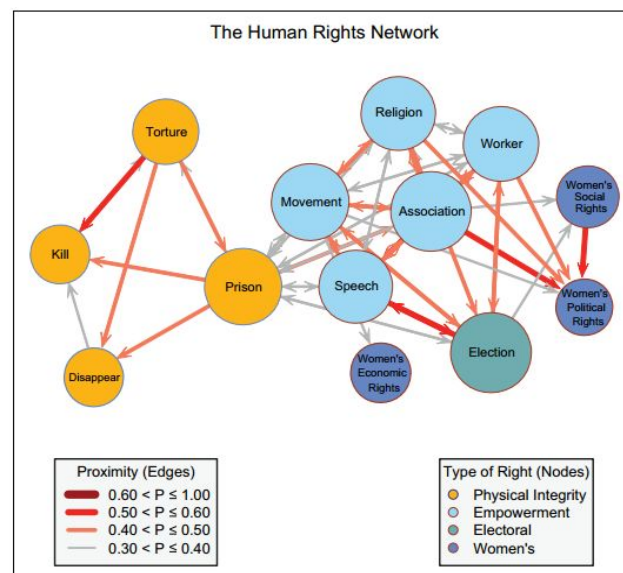 The Human Rights Network
Religion
Torture
Worker
Women's
Social
Rights
Movement
Association
Kill
Prison
Speech
Women's
Political
Rights
Election
Disappear
Women's
Economic
Rights
Proximity (Edges)
0.60 < P ≤ 1.00
0.50 < P ≤ 0.60
0.40 < P ≤ 0.50
0.30 < P ≤ 0.40
Type of Right (Nodes)
Physical Integrity
Empowerment
Electoral
Women's